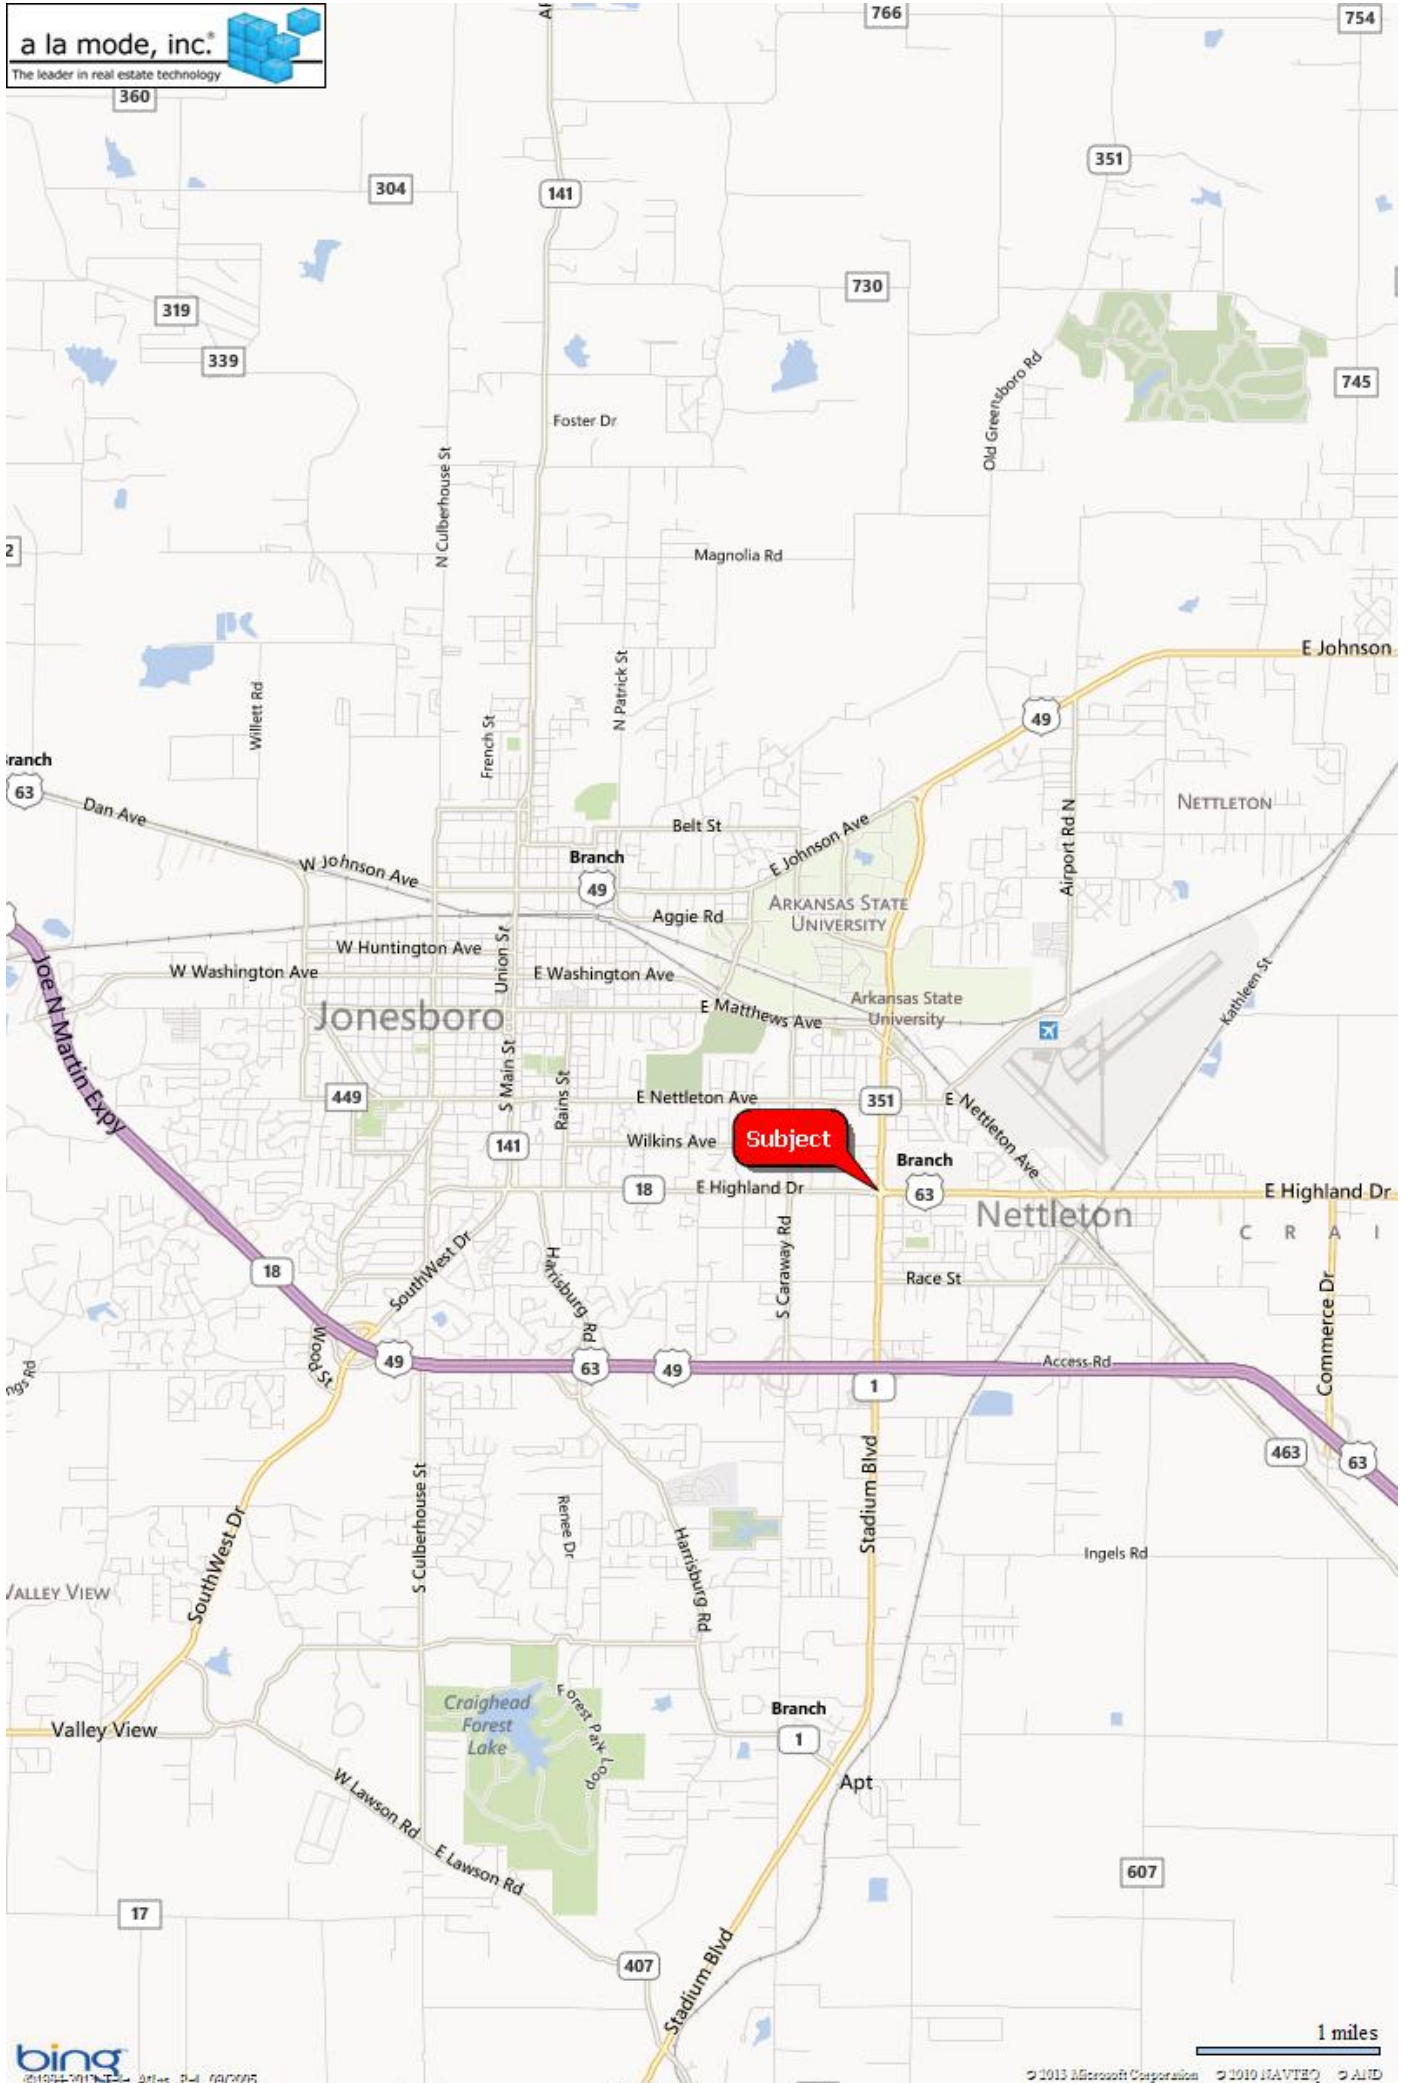 a la mode, inc.®
The leader in real estate technology
766
754
360
351
304
141
730
319
339
745
Old Greensboro Rd
Foster Dr
N Culberhouse St
Magnolia Rd
2
E Johnson
N Patrick St
Willett Rd
French St
49
63
Dan Ave
NETTLETON
Airport Rd N
Belt St
E Johnson Ave
W Johnson Ave
Branch
49
ARKANSAS STATE
UNIVERSITY
Aggie Rd
W Huntington Ave
Union St
W Washington Ave
E Washington Ave
Kathleen St
Joe N Martin Expy
Jonesboro
E Matthews Ave
Arkansas State
University
S Main St
Rains St
449
E Nettleton Ave
351
E Nettleton Ave
141
Wilkins Ave
Subject
Branch
63
18
E Highland Dr
E Highland Dr
Nettleton
C R A I
S Caraway Rd
SouthWest Dr
Harrisburg Rd
18
Race St
Commerce Dr
Wood St
49
63
49
Access Rd
1
ngs Rd
Stadium Blvd
463
63
S Culberhouse St
Renee Dr
Harrisburg Rd
SouthWest Dr
Ingels Rd
VALLEY VIEW
Craighead
Forest
Lake
Forest Park Loop
Branch
1
Valley View
Apt
W Lawson Rd
E Lawson Rd
607
17
407
Stadium Blvd
1 miles
bing
© 2013 Microsoft Corporation © 2010 NAVTEQ © AND